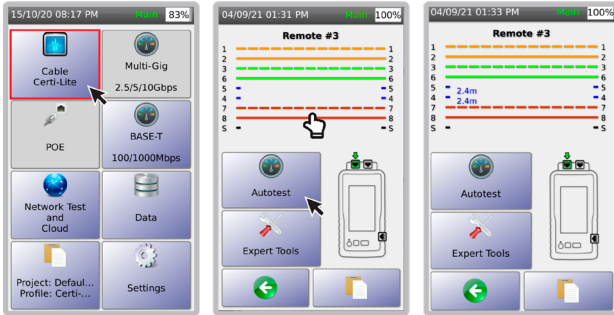 15/10/20 08:17 PM Main 83%
Cable
Certi-Lite
Multi-Gig
2.5/5/10Gbps
POE
BASE-T
100/1000Mbps
Network Test
and
Cloud
Data
Project: Defaul...
Profile: Certi-...
Settings
04/09/21 01:31 PM Main 100%
Remote #3
1 1
2 2
3 3
6 6
5 5
4 4
7 7
8 8
S S
Autotest
Expert Tools
04/09/21 01:33 PM Main 100%
Remote #3
1 1
2 2
3 3
6 6
5 2.4m 5
4 2.4m 4
7 7
8 8
S S
Autotest
Expert Tools